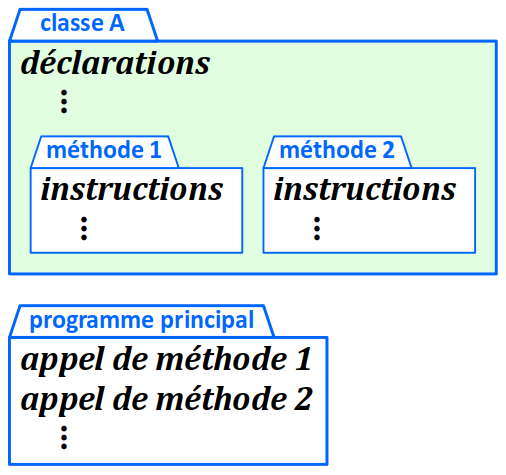 classe A
déclarations
⋮
méthode 1
méthode 2
instructions
instructions
⋮
⋮
programme principal
appel de méthode 1
appel de méthode 2
⋮